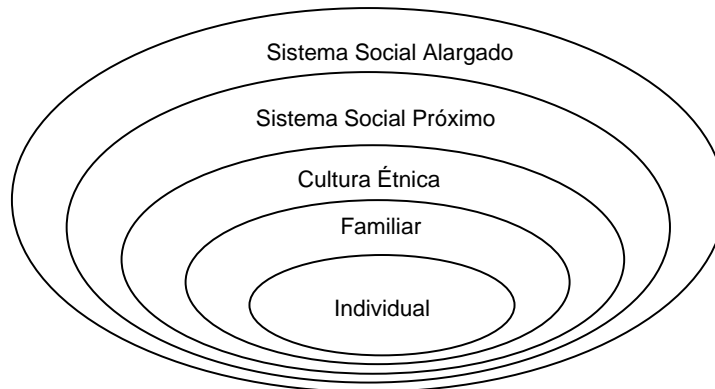 Sistema Social Alargado
Sistema Social Próximo
Cultura Étnica
Familiar
Individual